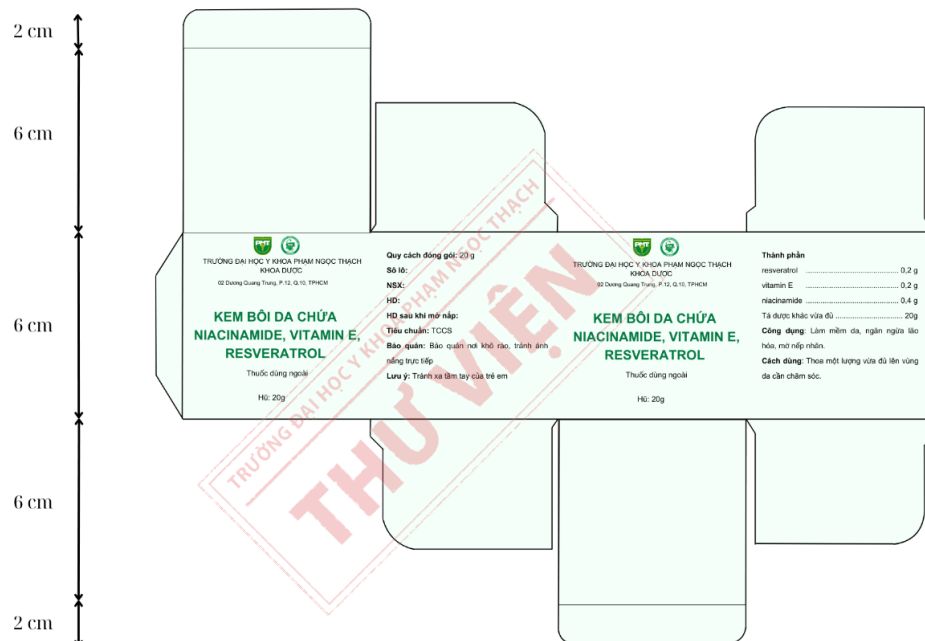 2 cm
6 cm
6 cm
6 cm
2 cm
PNT
TRƯỜNG ĐẠI HỌC Y KHOA PHẠM NGỌC THẠCH
KHOA DƯỢC
02 Dương Quang Trung, P.12, Q.10, TPHCM
KEM BÔI DA CHỨA
NIACINAMIDE, VITAMIN E,
RESVERATROL
Thuốc dùng ngoài
Hũ: 20g
Quy cách đóng gói: 20 g
Số lô:
NSX:
HD:
HD sau khi mở nắp:
Tiêu chuẩn: TCCS
Bảo quản: Bảo quản nơi khô ráo, tránh ánh
nắng trực tiếp
Lưu ý: Tránh xa tầm tay của trẻ em
PNT
TRƯỜNG ĐẠI HỌC Y KHOA PHẠM NGỌC THẠCH
KHOA DƯỢC
02 Dương Quang Trung, P.12, Q.10, TPHCM
KEM BÔI DA CHỨA
NIACINAMIDE, VITAMIN E,
RESVERATROL
Thuốc dùng ngoài
Hũ: 20g
Thành phần
resveratrol ........................................ 0,2 g
vitamin E ........................................ 0,2 g
niacinamide ........................................ 0,4 g
Tá dược khác vừa đủ ............................ 20g
Công dụng: Làm mềm da, ngăn ngừa lão
hóa, mờ nếp nhăn.
Cách dùng: Thoa một lượng vừa đủ lên vùng
da cần chăm sóc.
TRƯỜNG ĐẠI HỌC Y KHOA PHẠM NGỌC THẠCH
THƯ VIỆN